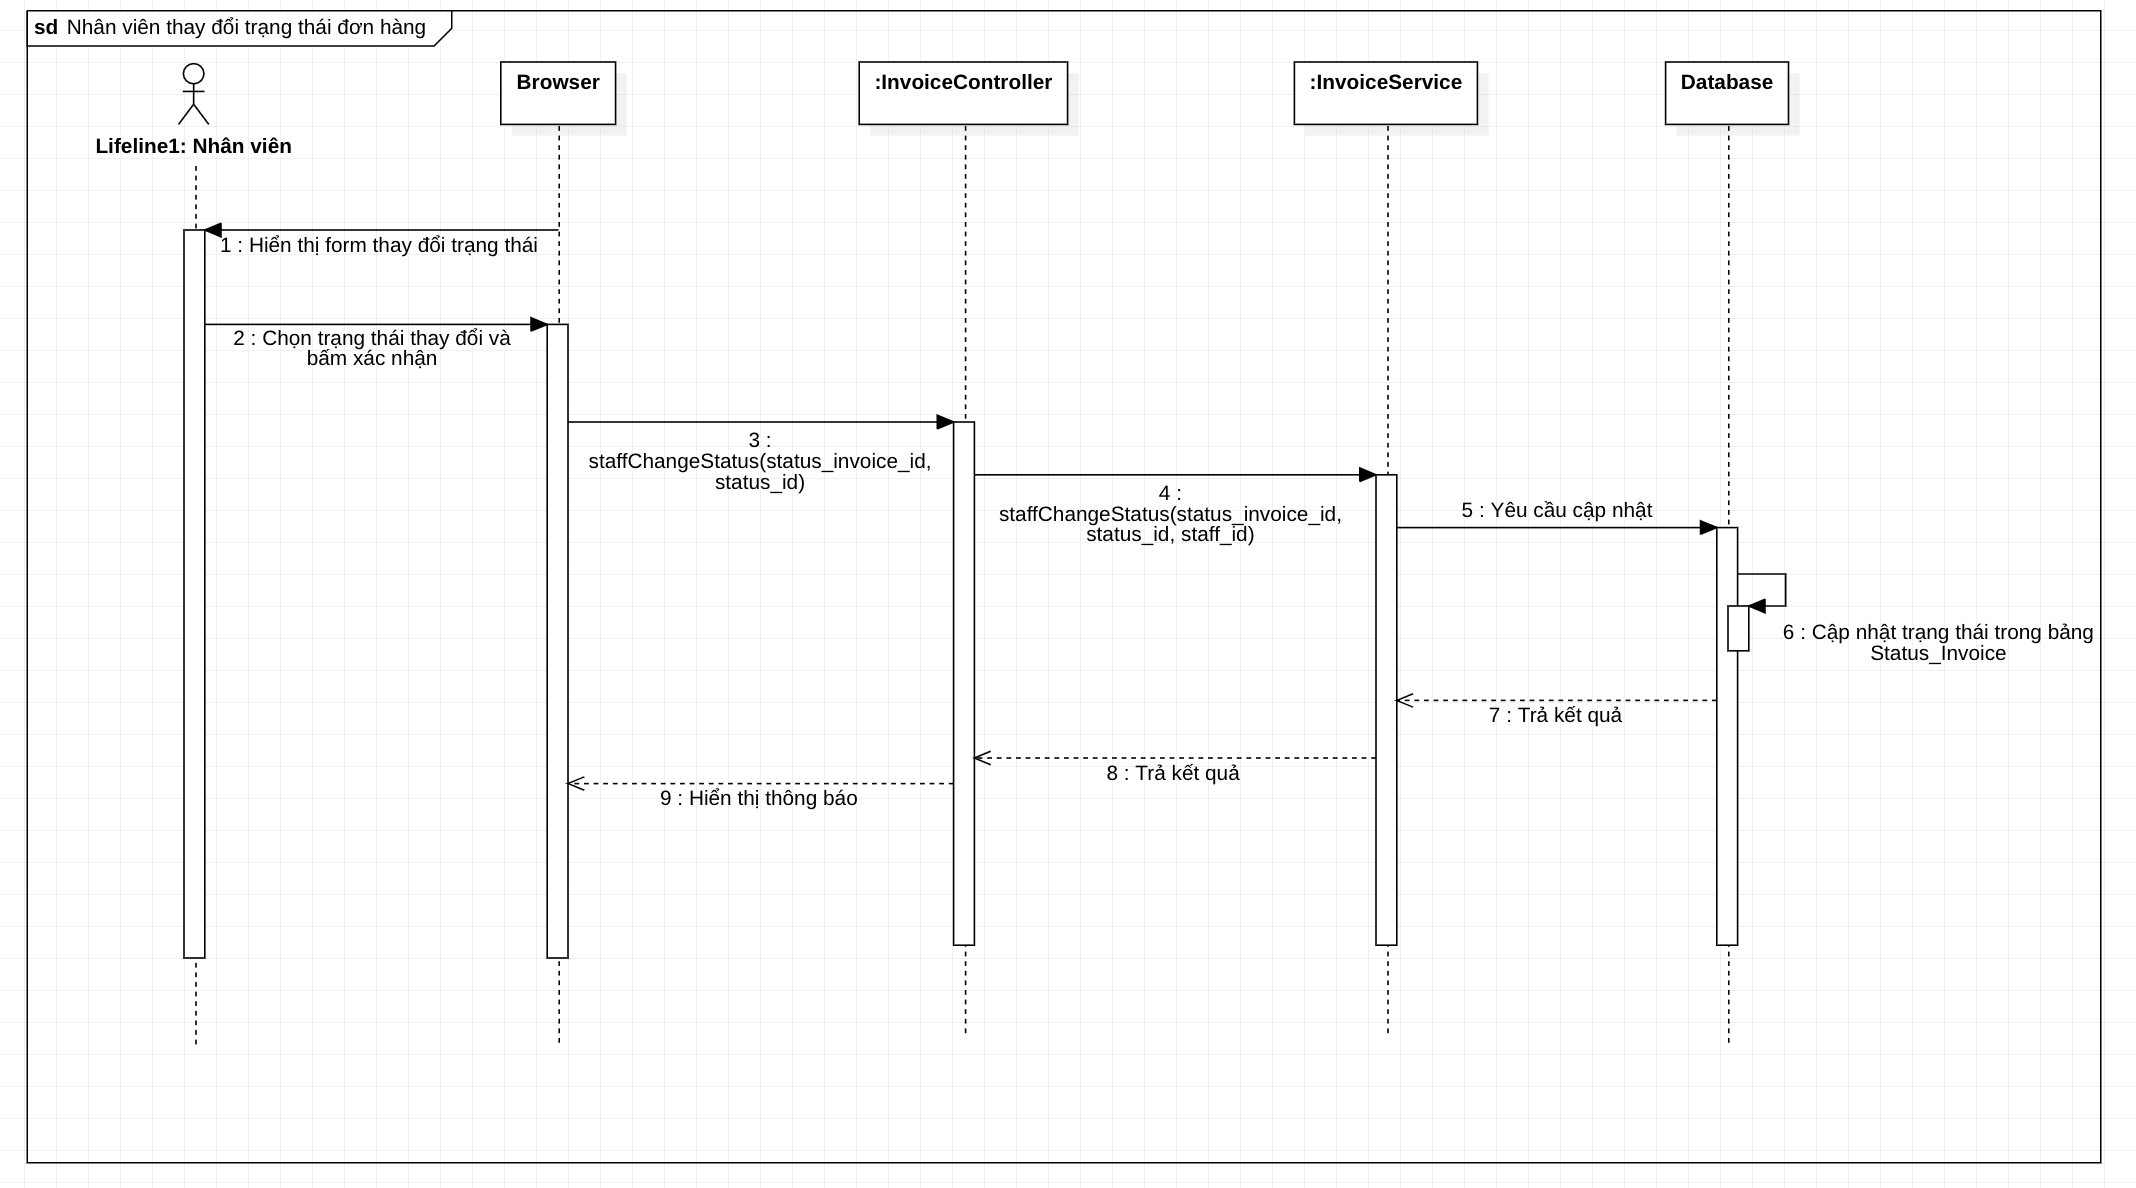 sd Nhân viên thay đổi trạng thái đơn hàng
Browser
:InvoiceController
:InvoiceService
Database
Lifeline1: Nhân viên
1 : Hiển thị form thay đổi trạng thái
2 : Chọn trạng thái thay đổi và
bấm xác nhận
3 :
staffChangeStatus(status_invoice_id,
status_id)
4 :
staffChangeStatus(status_invoice_id,
status_id, staff_id)
5 : Yêu cầu cập nhật
6 : Cập nhật trạng thái trong bảng
Status_Invoice
7 : Trả kết quả
8 : Trả kết quả
9 : Hiển thị thông báo